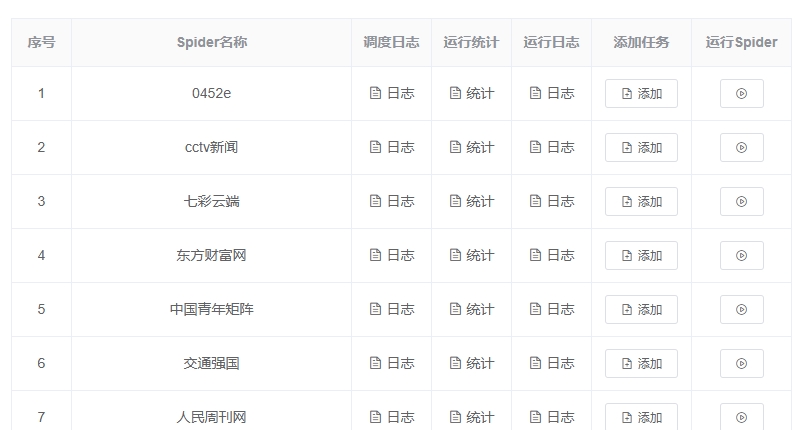 序号 Spider名称 调度日志 运行统计 运行日志 添加任务 运行Spider
1 0452e 日志 统计 日志 添加
2 cctv新闻 日志 统计 日志 添加
3 七彩云端 日志 统计 日志 添加
4 东方财富网 日志 统计 日志 添加
5 中国青年矩阵 日志 统计 日志 添加
6 交通强国 日志 统计 日志 添加
7 人民周刊网 日志 统计 日志 添加